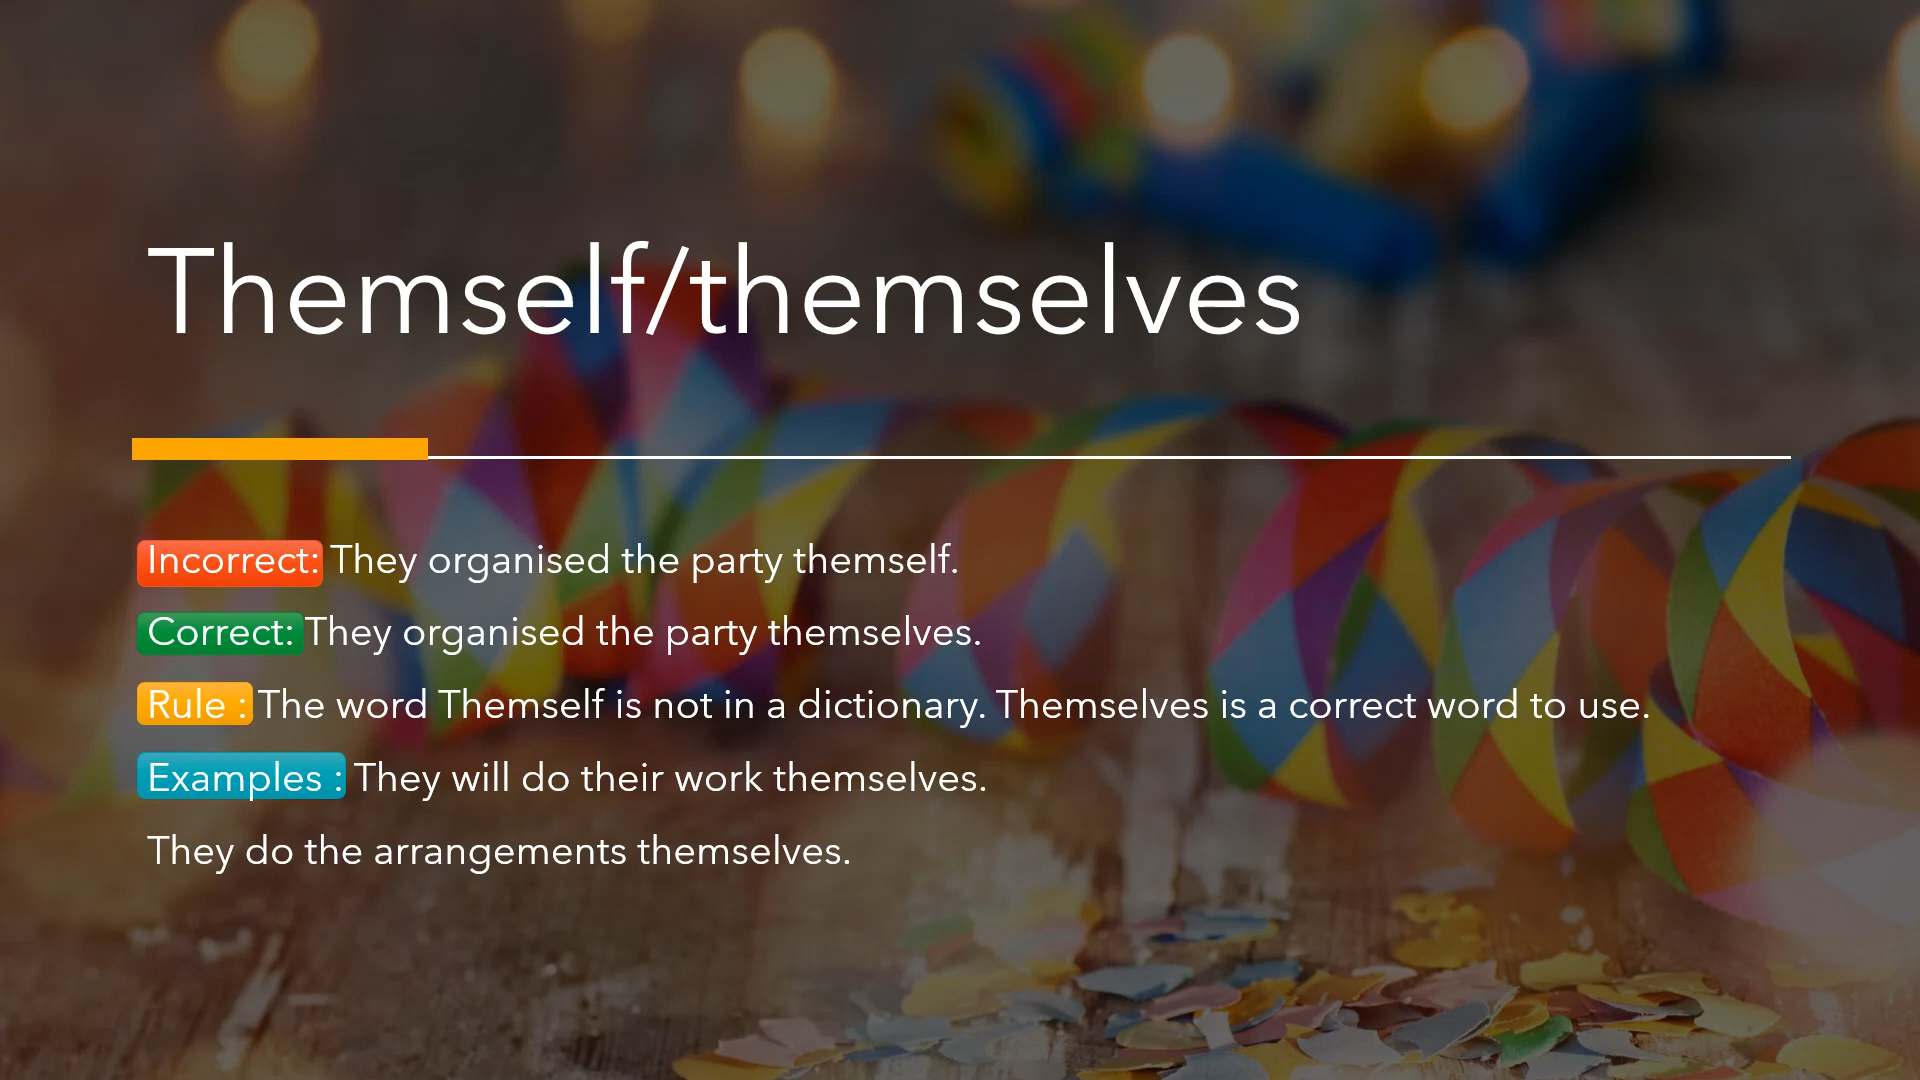 Themself/themselves
Incorrect: They organised the party themself.
Correct: They organised the party themselves.
Rule : The word Themself is not in a dictionary. Themselves is a correct word to use.
Examples : They will do their work themselves.
They do the arrangements themselves.